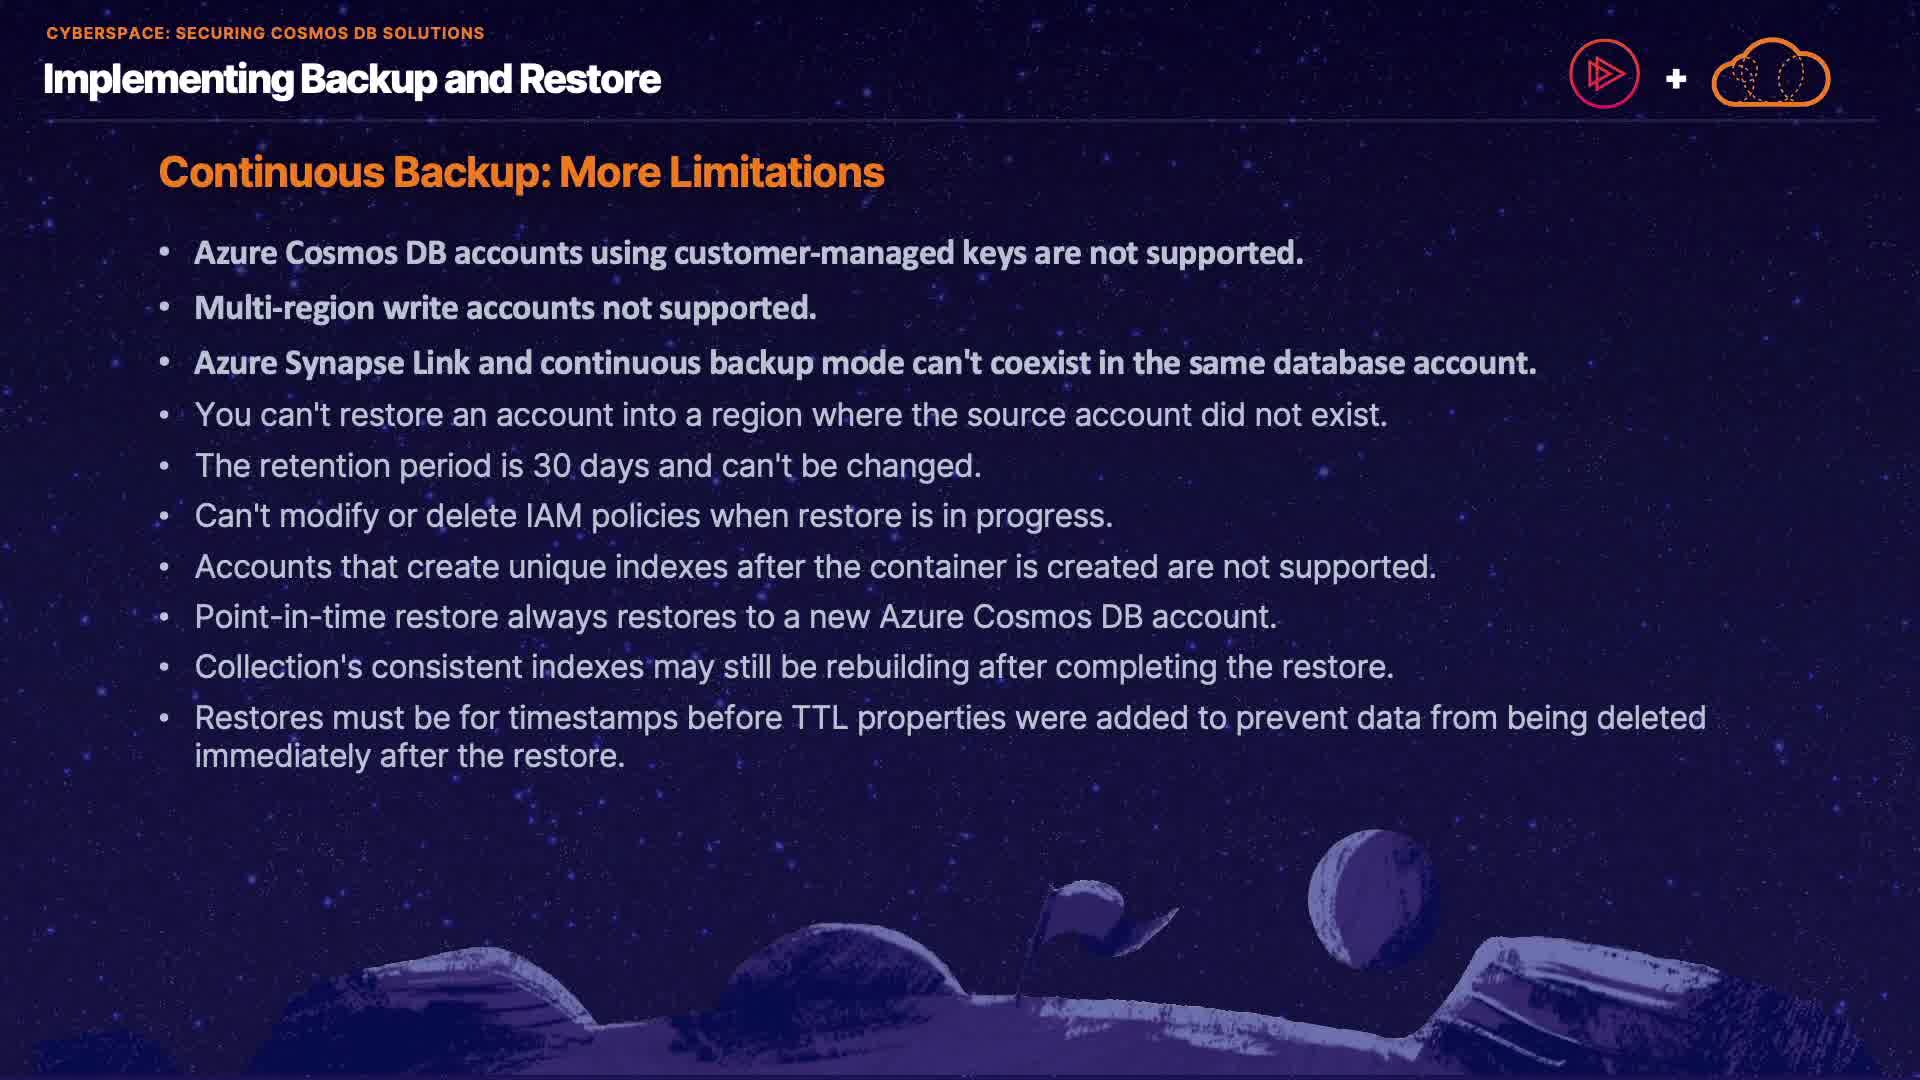 CYBERSPACE: SECURING COSMOS DB SOLUTIONS
Implementing Backup and Restore
+
Continuous Backup: More Limitations
• Azure Cosmos DB accounts using customer-managed keys are not supported.
• Multi-region write accounts not supported.
• Azure Synapse Link and continuous backup mode can't coexist in the same database account.
• You can't restore an account into a region where the source account did not exist.
• The retention period is 30 days and can't be changed.
• Can't modify or delete IAM policies when restore is in progress.
• Accounts that create unique indexes after the container is created are not supported.
• Point-in-time restore always restores to a new Azure Cosmos DB account.
• Collection's consistent indexes may still be rebuilding after completing the restore.
• Restores must be for timestamps before TTL properties were added to prevent data from being deleted
immediately after the restore.